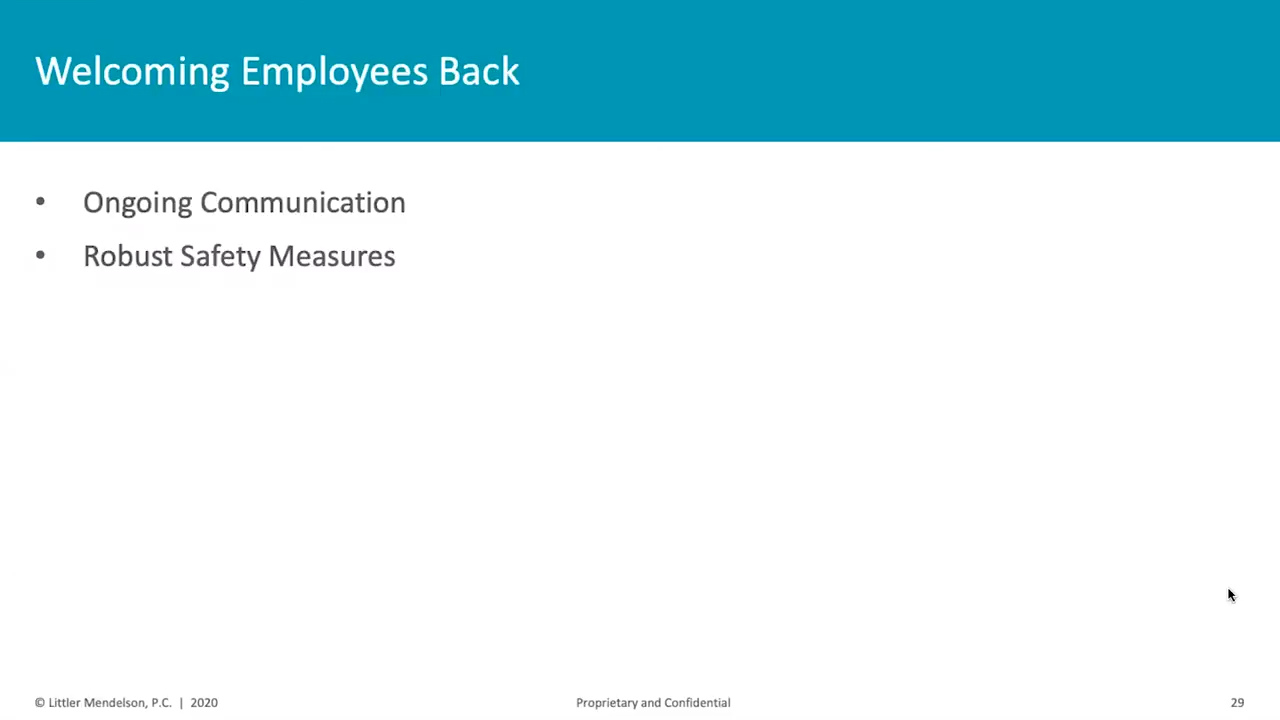 Welcoming Employees Back
• Ongoing Communication
• Robust Safety Measures
© Littler Mendelson, P.C. | 2020
Proprietary and Confidential
29